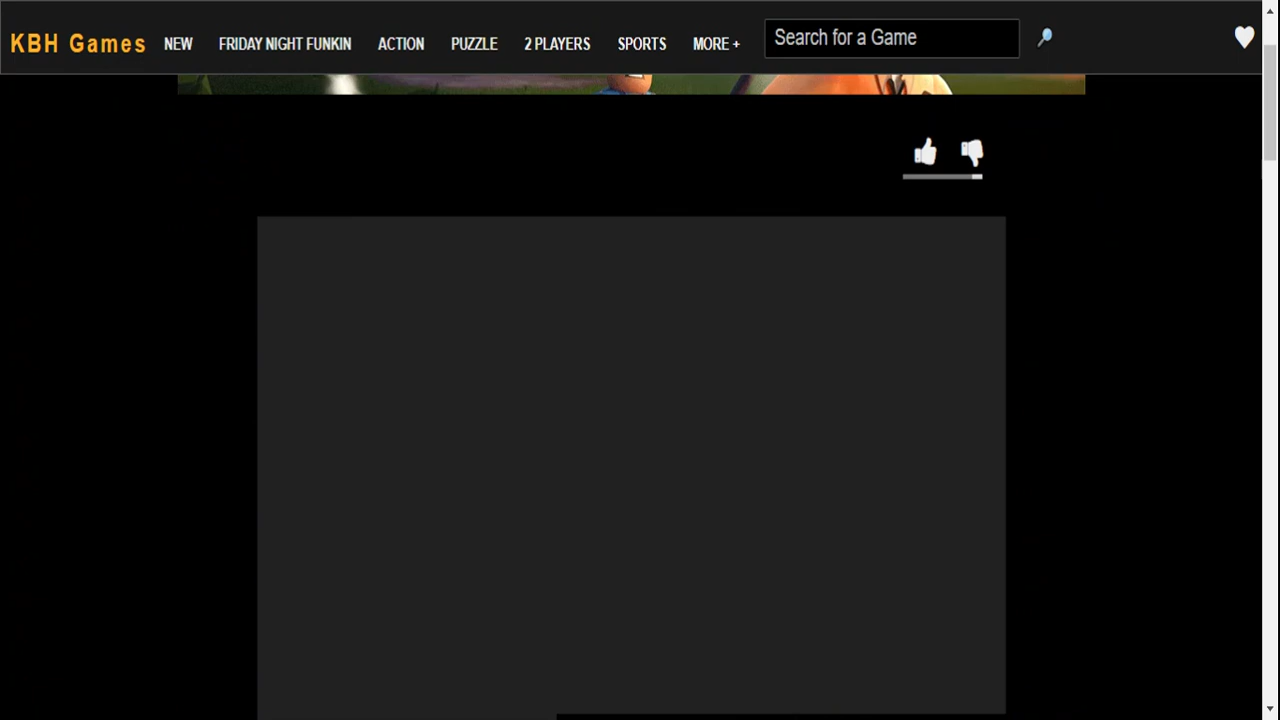 KBH Games NEW FRIDAY NIGHT FUNKIN ACTION PUZZLE 2 PLAYERS SPORTS MORE + Search for a Game